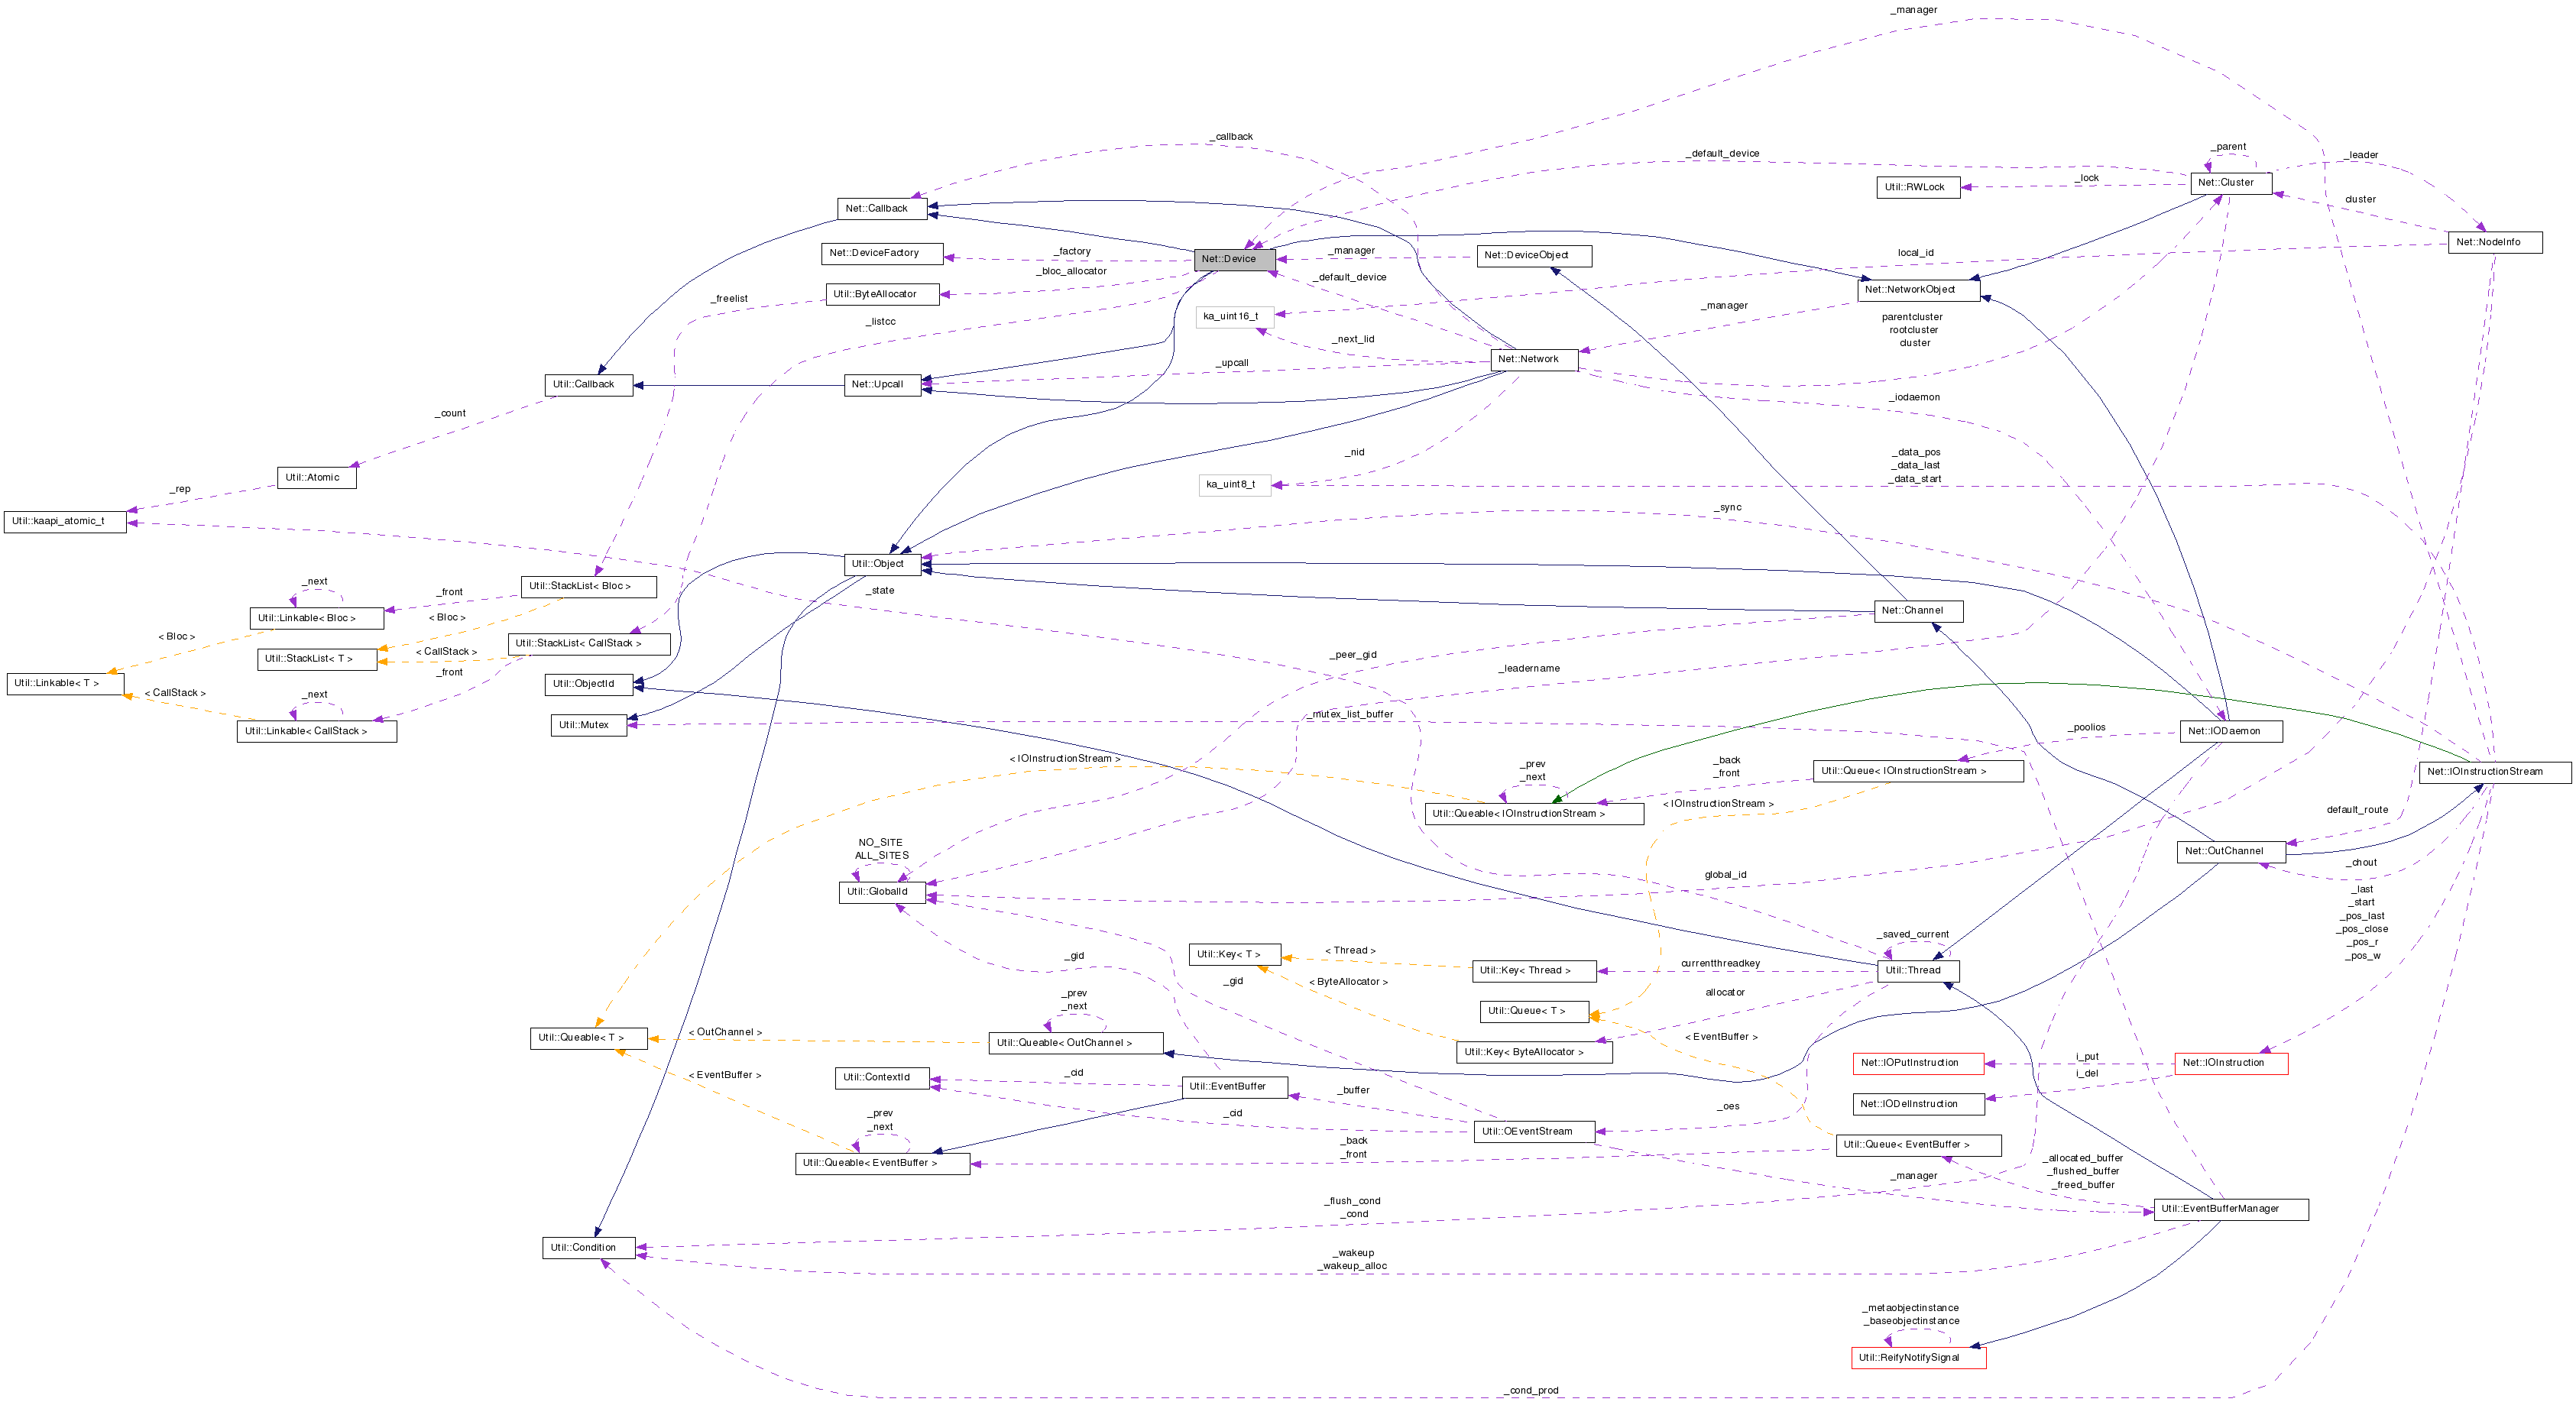 _manager
_callback
_parent
_default_device
_leader
_lock
Util::RWLock
Net::Cluster
cluster
Net::Callback
Net::NodeInfo
Net::DeviceFactory
_factory
Net::Device
_manager
Net::DeviceObject
local_id
_bloc_allocator
_default_device
Util::ByteAllocator
_freelist
Net::NetworkObject
_manager
ka_uint16_t
_listcc
parentcluster
rootcluster
cluster
_next_lid
Net::Network
_upcall
Util::Callback
Net::Upcall
_iodaemon
_count
_nid
_data_pos
_data_last
_data_start
Util::Atomic
ka_uint8_t
_rep
Util::kaapi_atomic_t
_sync
Util::Object
_next
Util::StackList< Bloc >
_front
_state
Util::Linkable< Bloc >
< Bloc >
Net::Channel
< Bloc >
Util::StackList< CallStack >
Util::StackList< T >
< CallStack >
_peer_gid
_front
_leadername
Util::Linkable< T >
Util::ObjectId
< CallStack >
_next
Util::Mutex
_mutex_list_buffer
Util::Linkable< CallStack >
_poolios
Net::IODaemon
< IOInstructionStream >
_prev
_next
_back
_front
Util::Queue< IOInstructionStream >
Net::IOInstructionStream
< IOInstructionStream >
Util::Queable< IOInstructionStream >
default_route
NO_SITE
ALL_SITES
Net::OutChannel
_chout
Util::GlobalId
global_id
_last
_start
_pos_last
_pos_close
_pos_r
_pos_w
_saved_current
Util::Key< T >
< Thread >
_gid
currentthreadkey
Util::Key< Thread >
Util::Thread
_gid
< ByteAllocator >
allocator
_prev
_next
Util::Queue< T >
Util::Queable< T >
< OutChannel >
Util::Queable< OutChannel >
< EventBuffer >
Util::Key< ByteAllocator >
Net::IOPutInstruction
i_put
Net::IOInstruction
< EventBuffer >
Util::ContextId
_cid
Util::EventBuffer
_buffer
i_del
_oes
Net::IODelInstruction
_prev
_next
_cid
Util::OEventStream
_back
_front
Util::Queue< EventBuffer >
Util::Queable< EventBuffer >
_manager
_allocated_buffer
_flushed_buffer
_freed_buffer
_flush_cond
_cond
Util::EventBufferManager
Util::Condition
_wakeup
_wakeup_alloc
_metaobjectinstance
_baseobjectinstance
Util::ReifyNotifySignal
_cond_prod